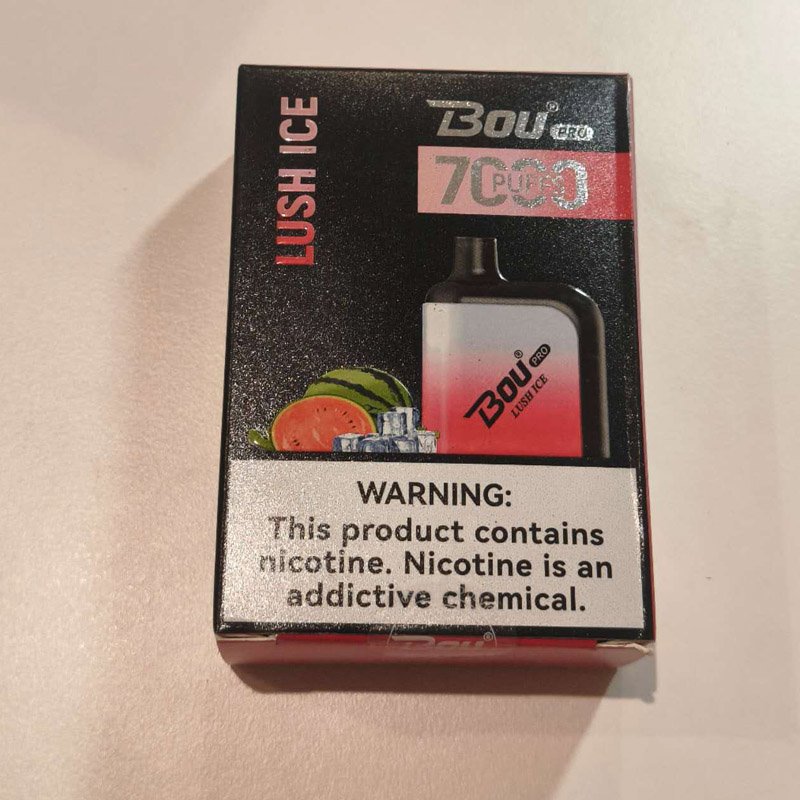 LUSH ICE
BOU® PRO
7000
PUFFS
BOU® PRO
LUSH ICE
WARNING:
This product contains
nicotine. Nicotine is an
addictive chemical.
BOU®